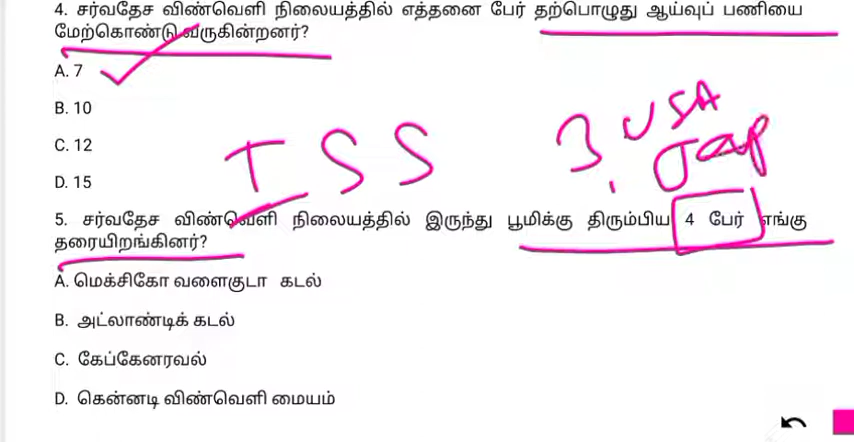 4. சர்வதேச விண்வெளி நிலையத்தில் எத்தனை பேர் தற்பொழுது ஆய்வுப் பணியை
மேற்கொண்டு வருகின்றனர்?
A. 7
B. 10
C. 12
D. 15
ISS
3. USA
Jap
5. சர்வதேச விண்வெளி நிலையத்தில் இருந்து பூமிக்கு திரும்பிய 4 பேர் எங்கு
தரையிறங்கினர்?
A. மெக்சிகோ வளைகுடா கடல்
B. அட்லாண்டிக் கடல்
C. கேப்கேனரவல்
D. கென்னடி விண்வெளி மையம்